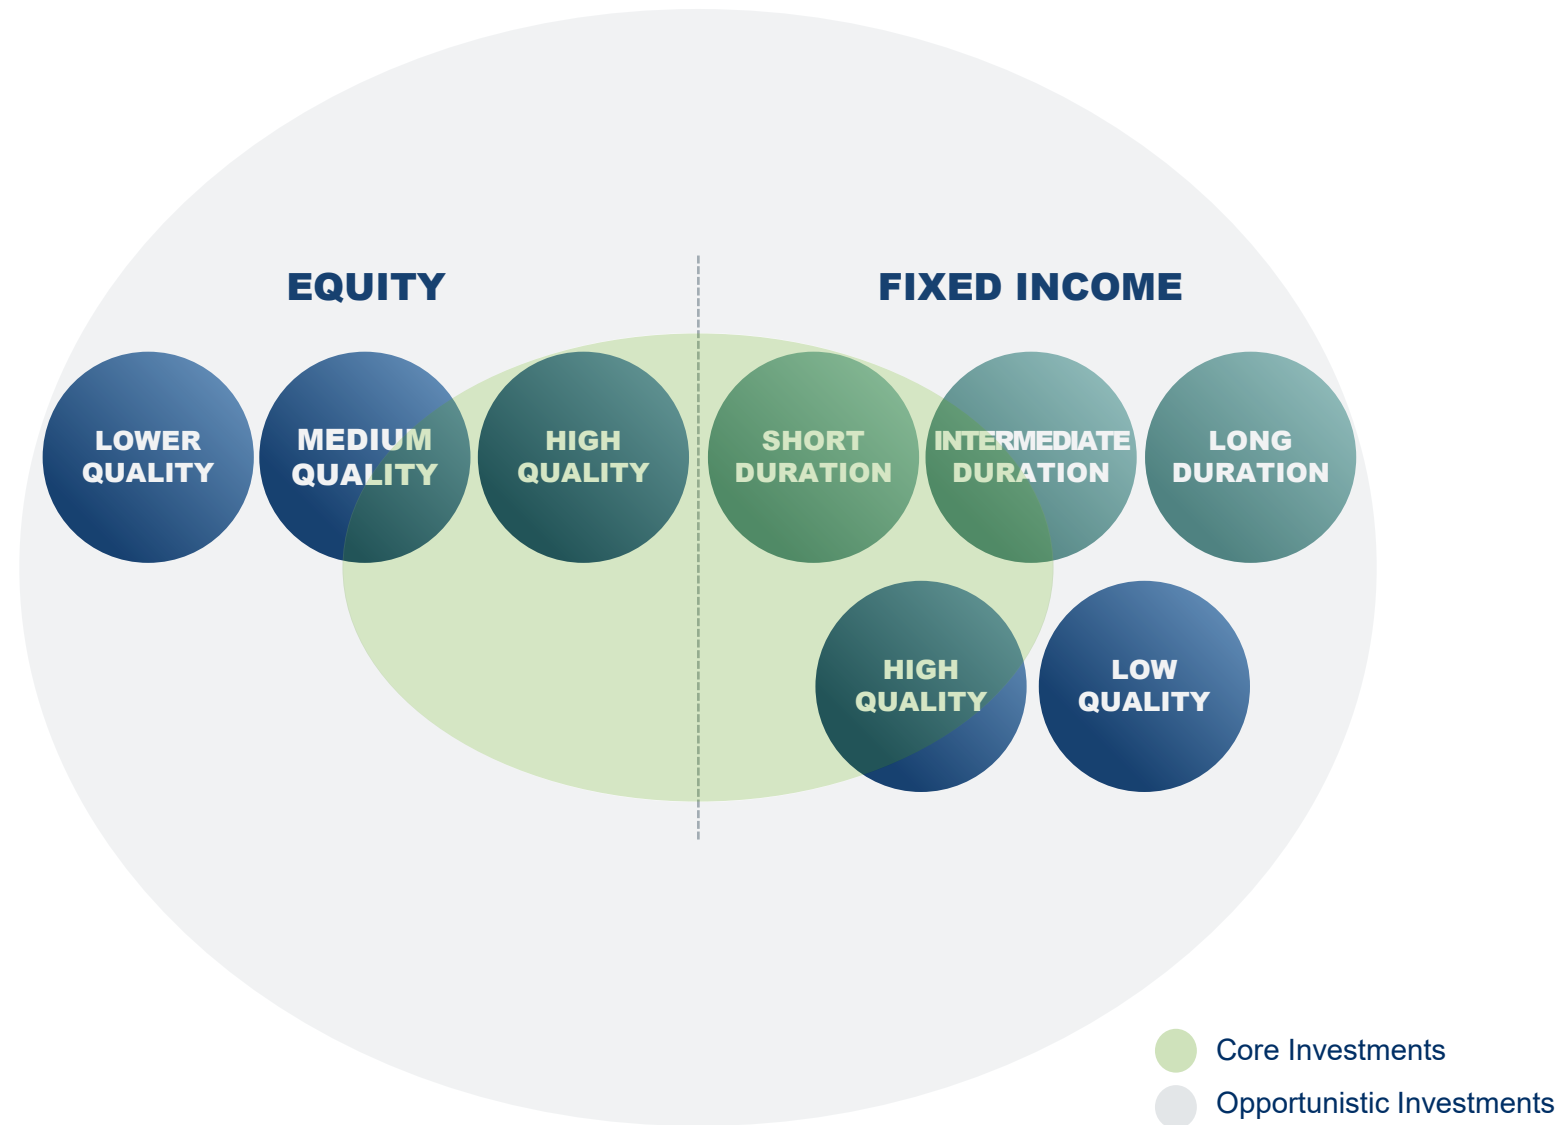 EQUITY
FIXED INCOME
LOWER
QUALITY
MEDIUM
QUALITY
HIGH
QUALITY
SHORT
DURATION
INTERMEDIATE
DURATION
LONG
DURATION
HIGH
QUALITY
LOW
QUALITY
Core Investments
Opportunistic Investments